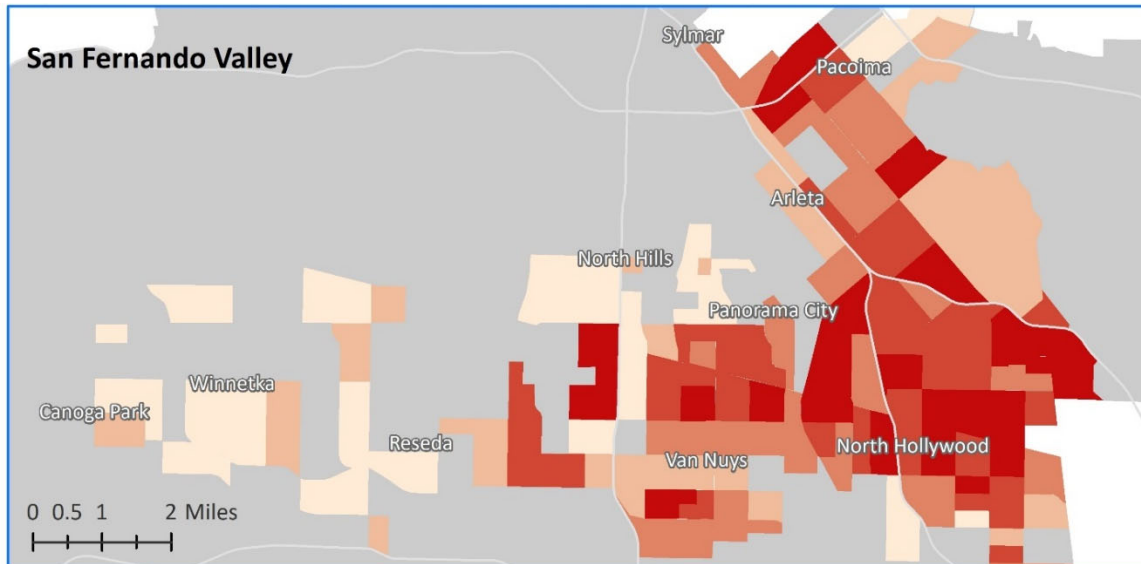 San Fernando Valley
Sylmar
Pacoima
Arleta
North Hills
Panorama City
Winnetka
Canoga Park
Reseda
Van Nuys
North Hollywood
0 0.5 1 2 Miles